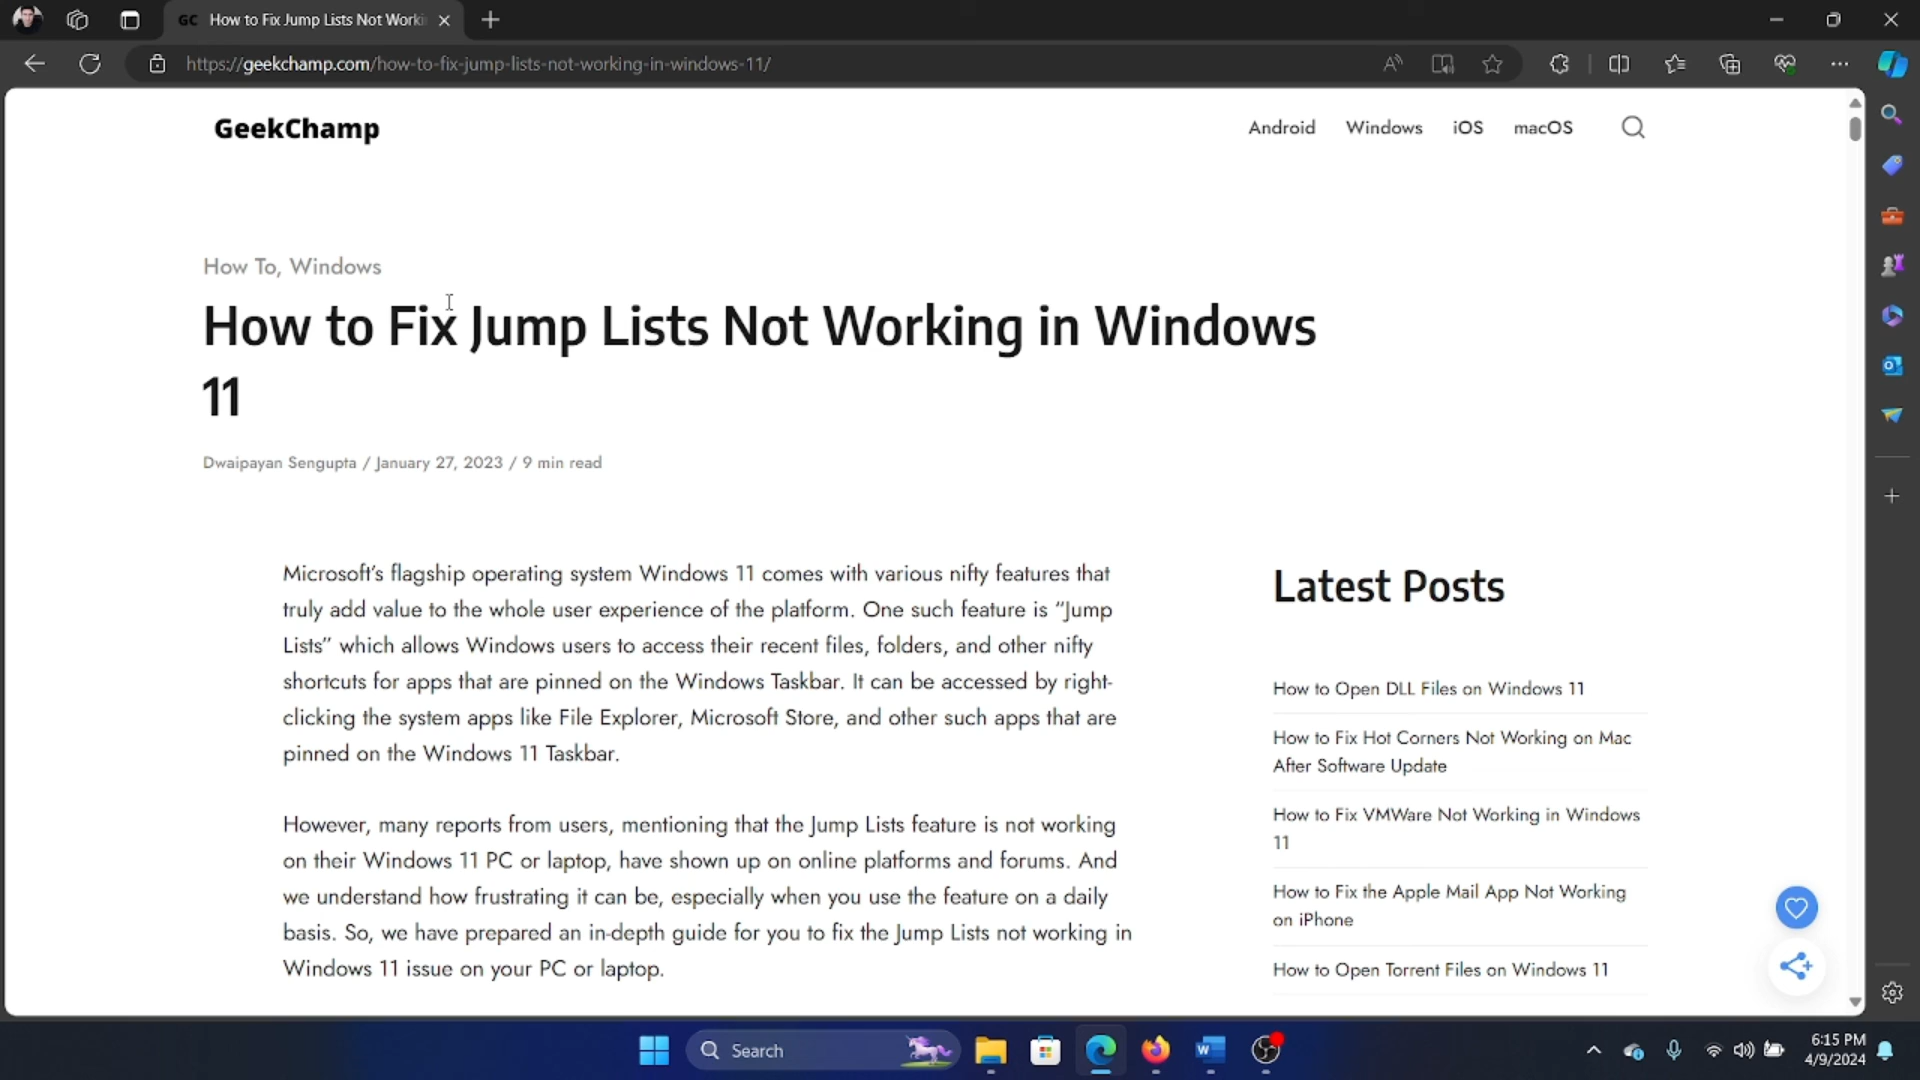 GC How to Fix Jump Lists Not Worki
https://geekchamp.com/how-to-fix-jump-lists-not-working-in-windows-11/
GeekChamp
Android Windows iOS macOS
How To, Windows
How to Fix Jump Lists Not Working in Windows
11
Dwaipayan Sengupta / January 27, 2023 / 9 min read
Microsoft's flagship operating system Windows 11 comes with various nifty features that
truly add value to the whole user experience of the platform. One such feature is “Jump
Lists” which allows Windows users to access their recent files, folders, and other nifty
shortcuts for apps that are pinned on the Windows Taskbar. It can be accessed by right-
clicking the system apps like File Explorer, Microsoft Store, and other such apps that are
pinned on the Windows 11 Taskbar.
However, many reports from users, mentioning that the Jump Lists feature is not working
on their Windows 11 PC or laptop, have shown up on online platforms and forums. And
we understand how frustrating it can be, especially when you use the feature on a daily
basis. So, we have prepared an in-depth guide for you to fix the Jump Lists not working in
Windows 11 issue on your PC or laptop.
Latest Posts
How to Open DLL Files on Windows 11
How to Fix Hot Corners Not Working on Mac
After Software Update
How to Fix VMWare Not Working in Windows
11
How to Fix the Apple Mail App Not Working
on iPhone
How to Open Torrent Files on Windows 11
Search
6:15 PM
4/9/2024